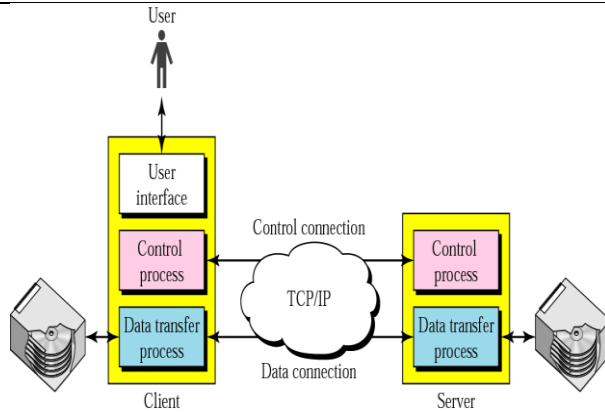 User
User
interface
Control connection
Control
process
Control
process
TCP/IP
Data transfer
process
Data transfer
process
Data connection
Client
Server